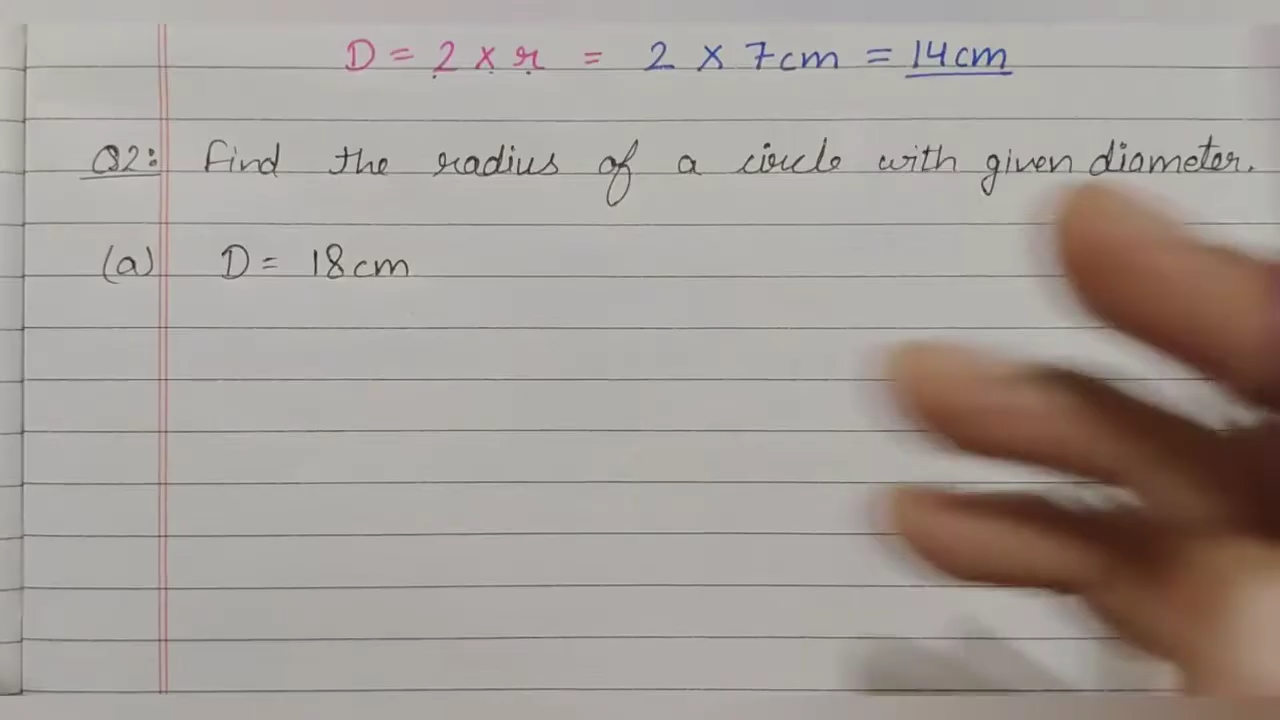 D = 2 × r = 2 × 7cm = 14cm
Q2: Find the radius of a circle with given diameter.
(a) D = 18cm